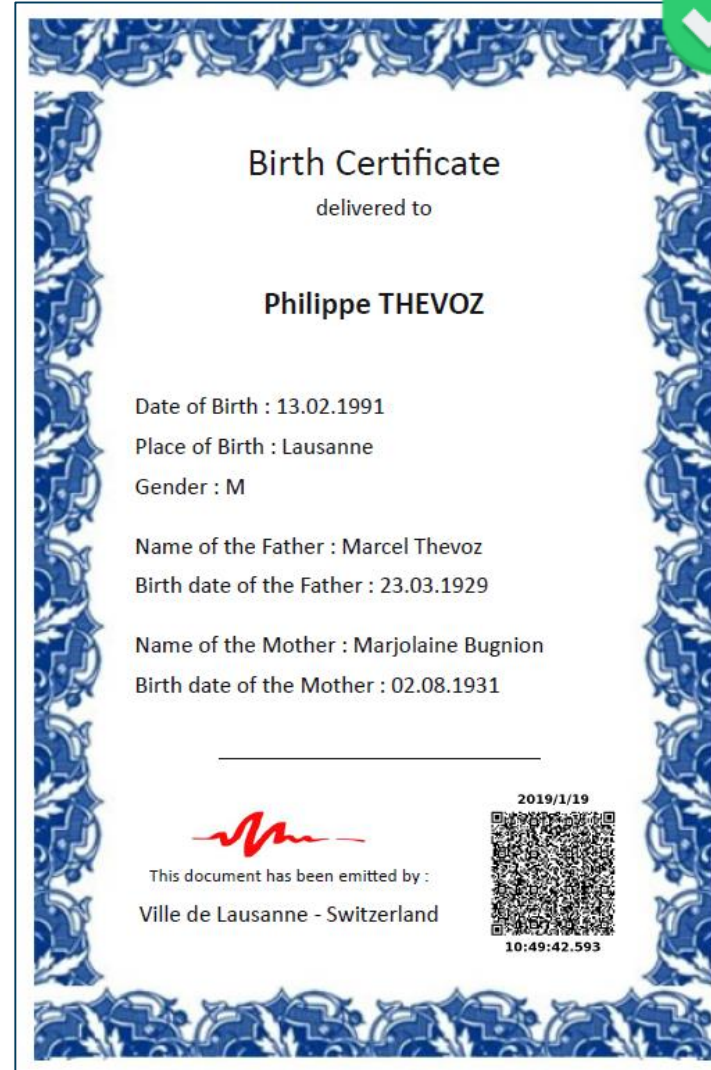 Birth Certificate
delivered to
Philippe THEVOZ
Date of Birth : 13.02.1991
Place of Birth : Lausanne
Gender : M
Name of the Father : Marcel Thevoz
Birth date of the Father : 23.03.1929
Name of the Mother : Marjolaine Bugnion
Birth date of the Mother : 02.08.1931
2019/1/19
This document has been emitted by :
Ville de Lausanne - Switzerland
10:49:42.593